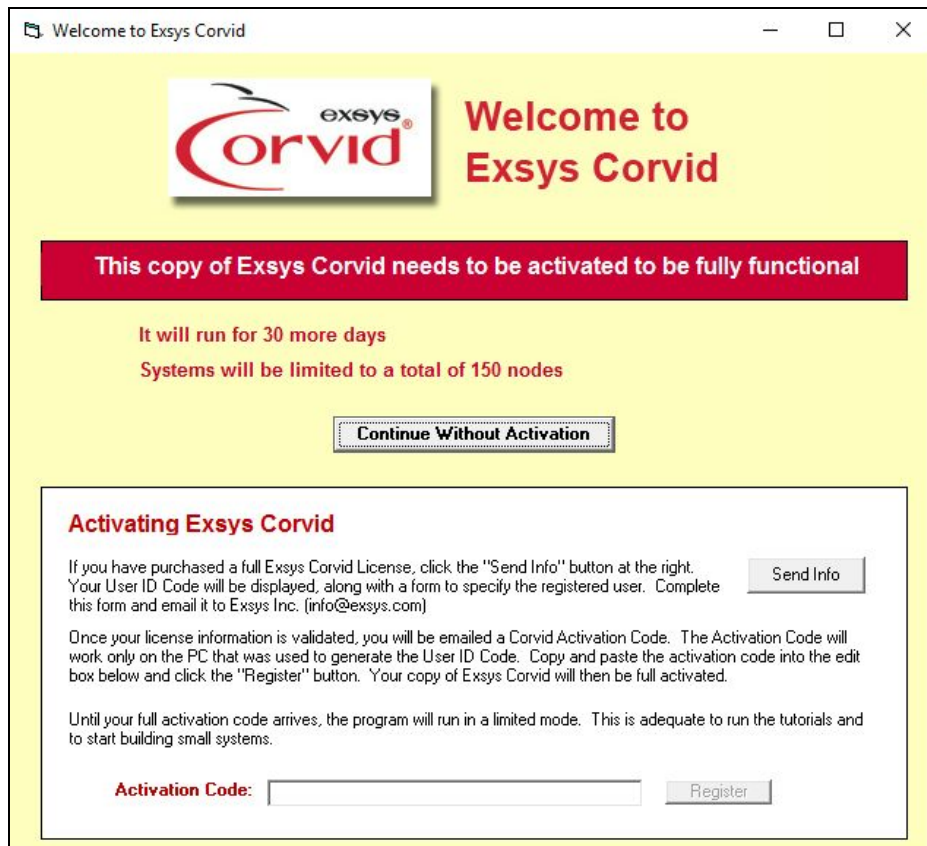 Welcome to Exsys Corvid
exsys
Corvid®
Welcome to
Exsys Corvid
This copy of Exsys Corvid needs to be activated to be fully functional
It will run for 30 more days
Systems will be limited to a total of 150 nodes
Continue Without Activation
Activating Exsys Corvid
If you have purchased a full Exsys Corvid License, click the "Send Info" button at the right.
Your User ID Code will be displayed, along with a form to specify the registered user. Complete
this form and email it to Exsys Inc. (info@exsys.com)
Send Info
Once your license information is validated, you will be emailed a Corvid Activation Code. The Activation Code will
work only on the PC that was used to generate the User ID Code. Copy and paste the activation code into the edit
box below and click the "Register" button. Your copy of Exsys Corvid will then be full activated.
Until your full activation code arrives, the program will run in a limited mode. This is adequate to run the tutorials and
to start building small systems.
Activation Code:
Register